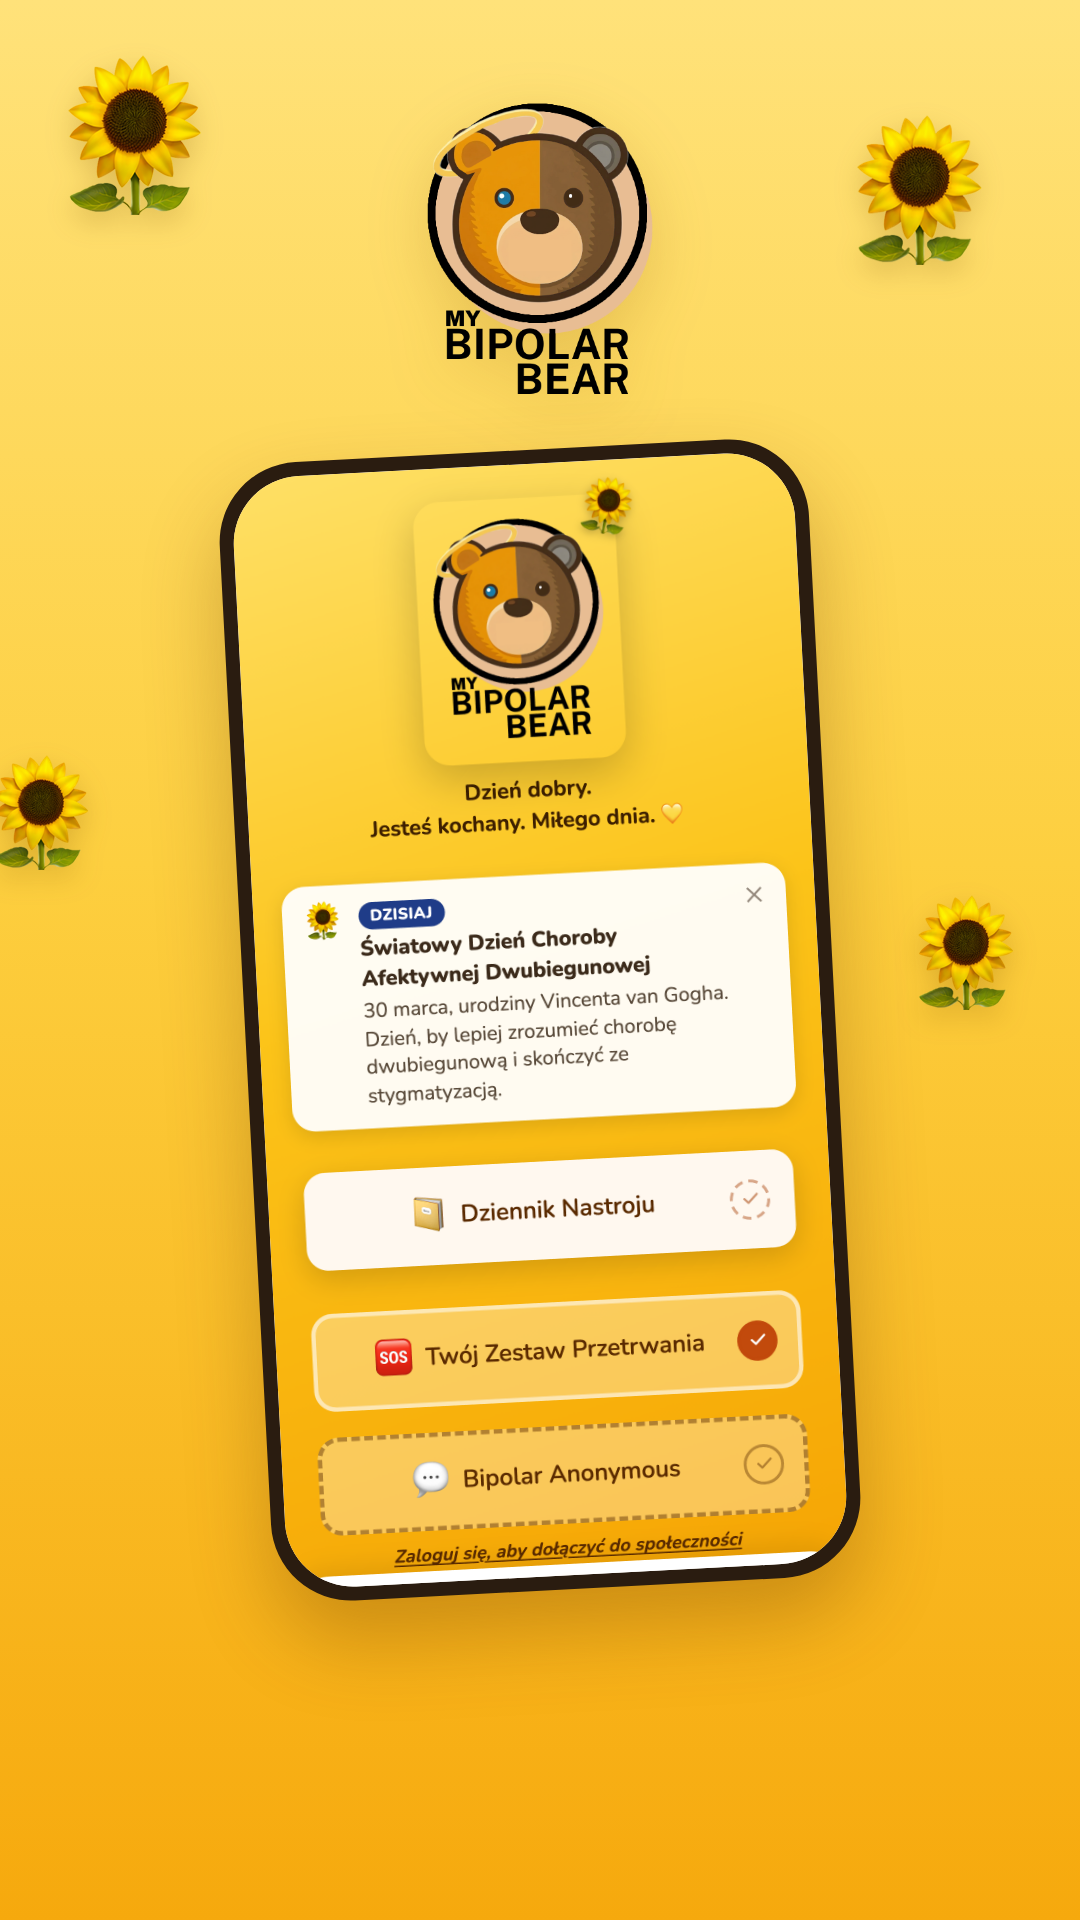 MY
BIPOLAR
BEAR
MY
BIPOLAR
BEAR
Dzień dobry.
Jesteś kochany. Miłego dnia. 💛
DZISIAJ
Światowy Dzień Choroby
Afektywnej Dwubiegunowej
30 marca, urodziny Vincenta van Gogha.
Dzień, by lepiej zrozumieć chorobę
dwubiegunową i skończyć ze
stygmatyzacją.
Dziennik Nastroju
SOS Twój Zestaw Przetrwania
Bipolar Anonymous
Zaloguj się, aby dołączyć do społeczności